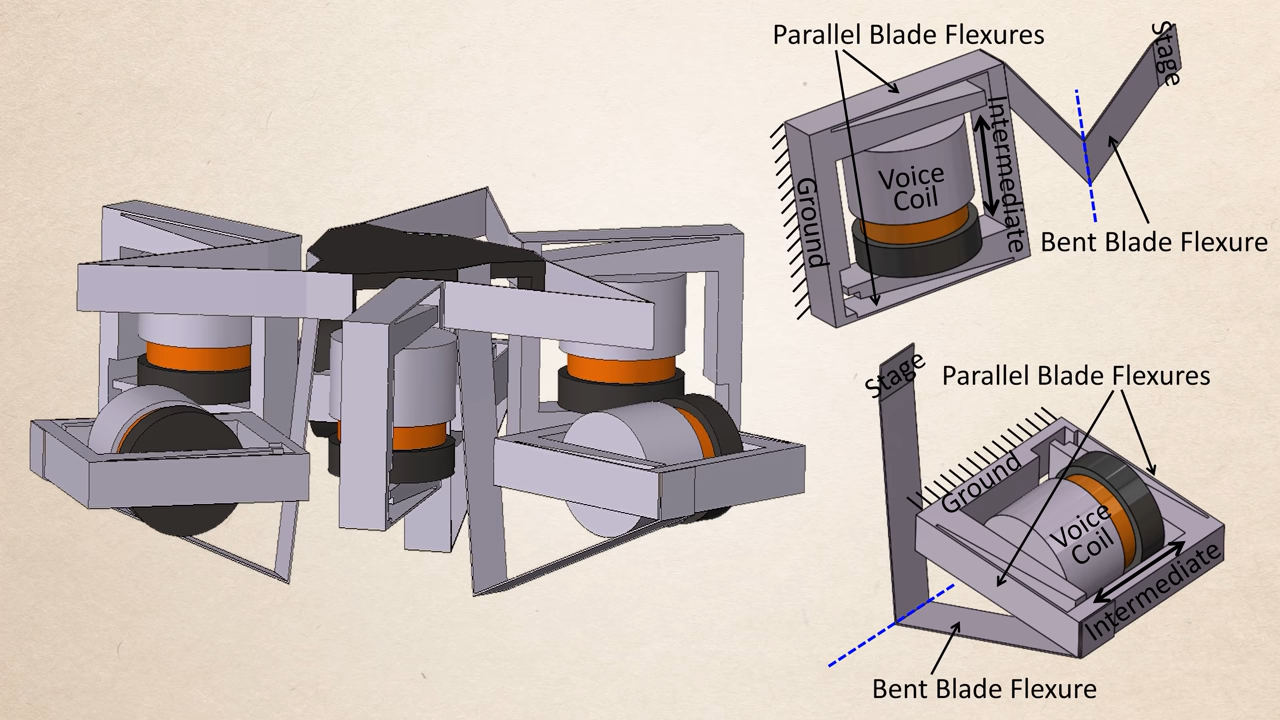 Parallel Blade Flexures
Stage
Intermediate
Voice
Coil
Ground
Bent Blade Flexure
Stage
Parallel Blade Flexures
Ground
Voice
Coil
Intermediate
Bent Blade Flexure